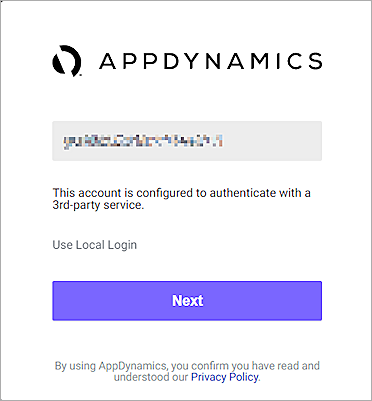 APPDYNAMICS
This account is configured to authenticate with a
3rd-party service.
Use Local Login
Next
By using AppDynamics, you confirm you have read and
understood our Privacy Policy.